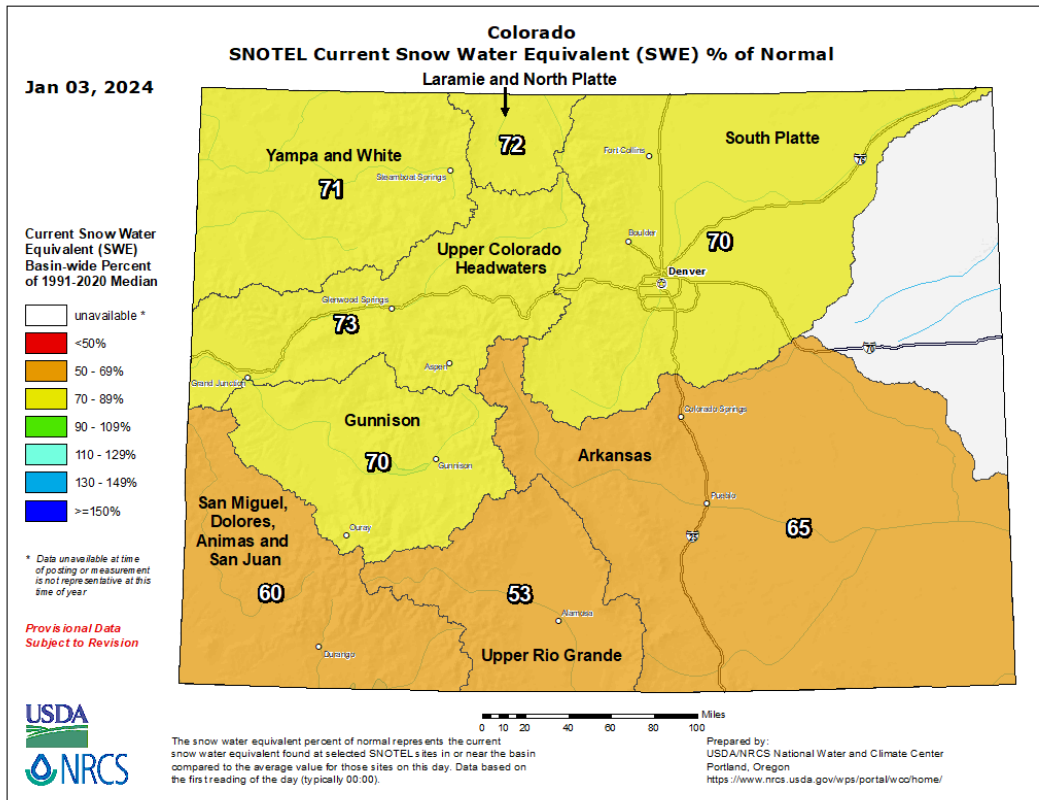 Colorado
SNOTEL Current Snow Water Equivalent (SWE) % of Normal
Jan 03, 2024
Laramie and North Platte
72
South Platte
Fort Collins
76
Yampa and White
Steamboat Springs
71
Current Snow Water
Equivalent (SWE)
Basin-wide Percent
of 1991-2020 Median
unavailable *
<50%
50 - 69%
70 - 89%
90 - 109%
110 - 129%
130 - 149%
>=150%
* Data unavailable at time
of posting or measurement
is not representative at this
time of year
Provisional Data
Subject to Revision
Boulder
70
Upper Colorado
Headwaters
Denver
Glenwood Springs
73
70
Aspen
Grand Junction
Gunnison
Colorado Springs
70
Gunnison
Arkansas
San Miguel,
Dolores,
Animas and
San Juan
Pueblo
Ouray
65
25
60
53
Alamosa
Durango
Upper Rio Grande
USDA
NRCS
0 10 20 40 60 80 100
Miles
The snow water equivalent percent of normal represents the current
snow water equivalent found at selected SNOTEL sites in or near the basin
compared to the average value for those sites on this day. Data based on
the first reading of the day (typically 00:00).
Prepared by:
USDA/NRCS National Water and Climate Center
Portland, Oregon
https://www.nrcs.usda.gov/wps/portal/wcc/home/